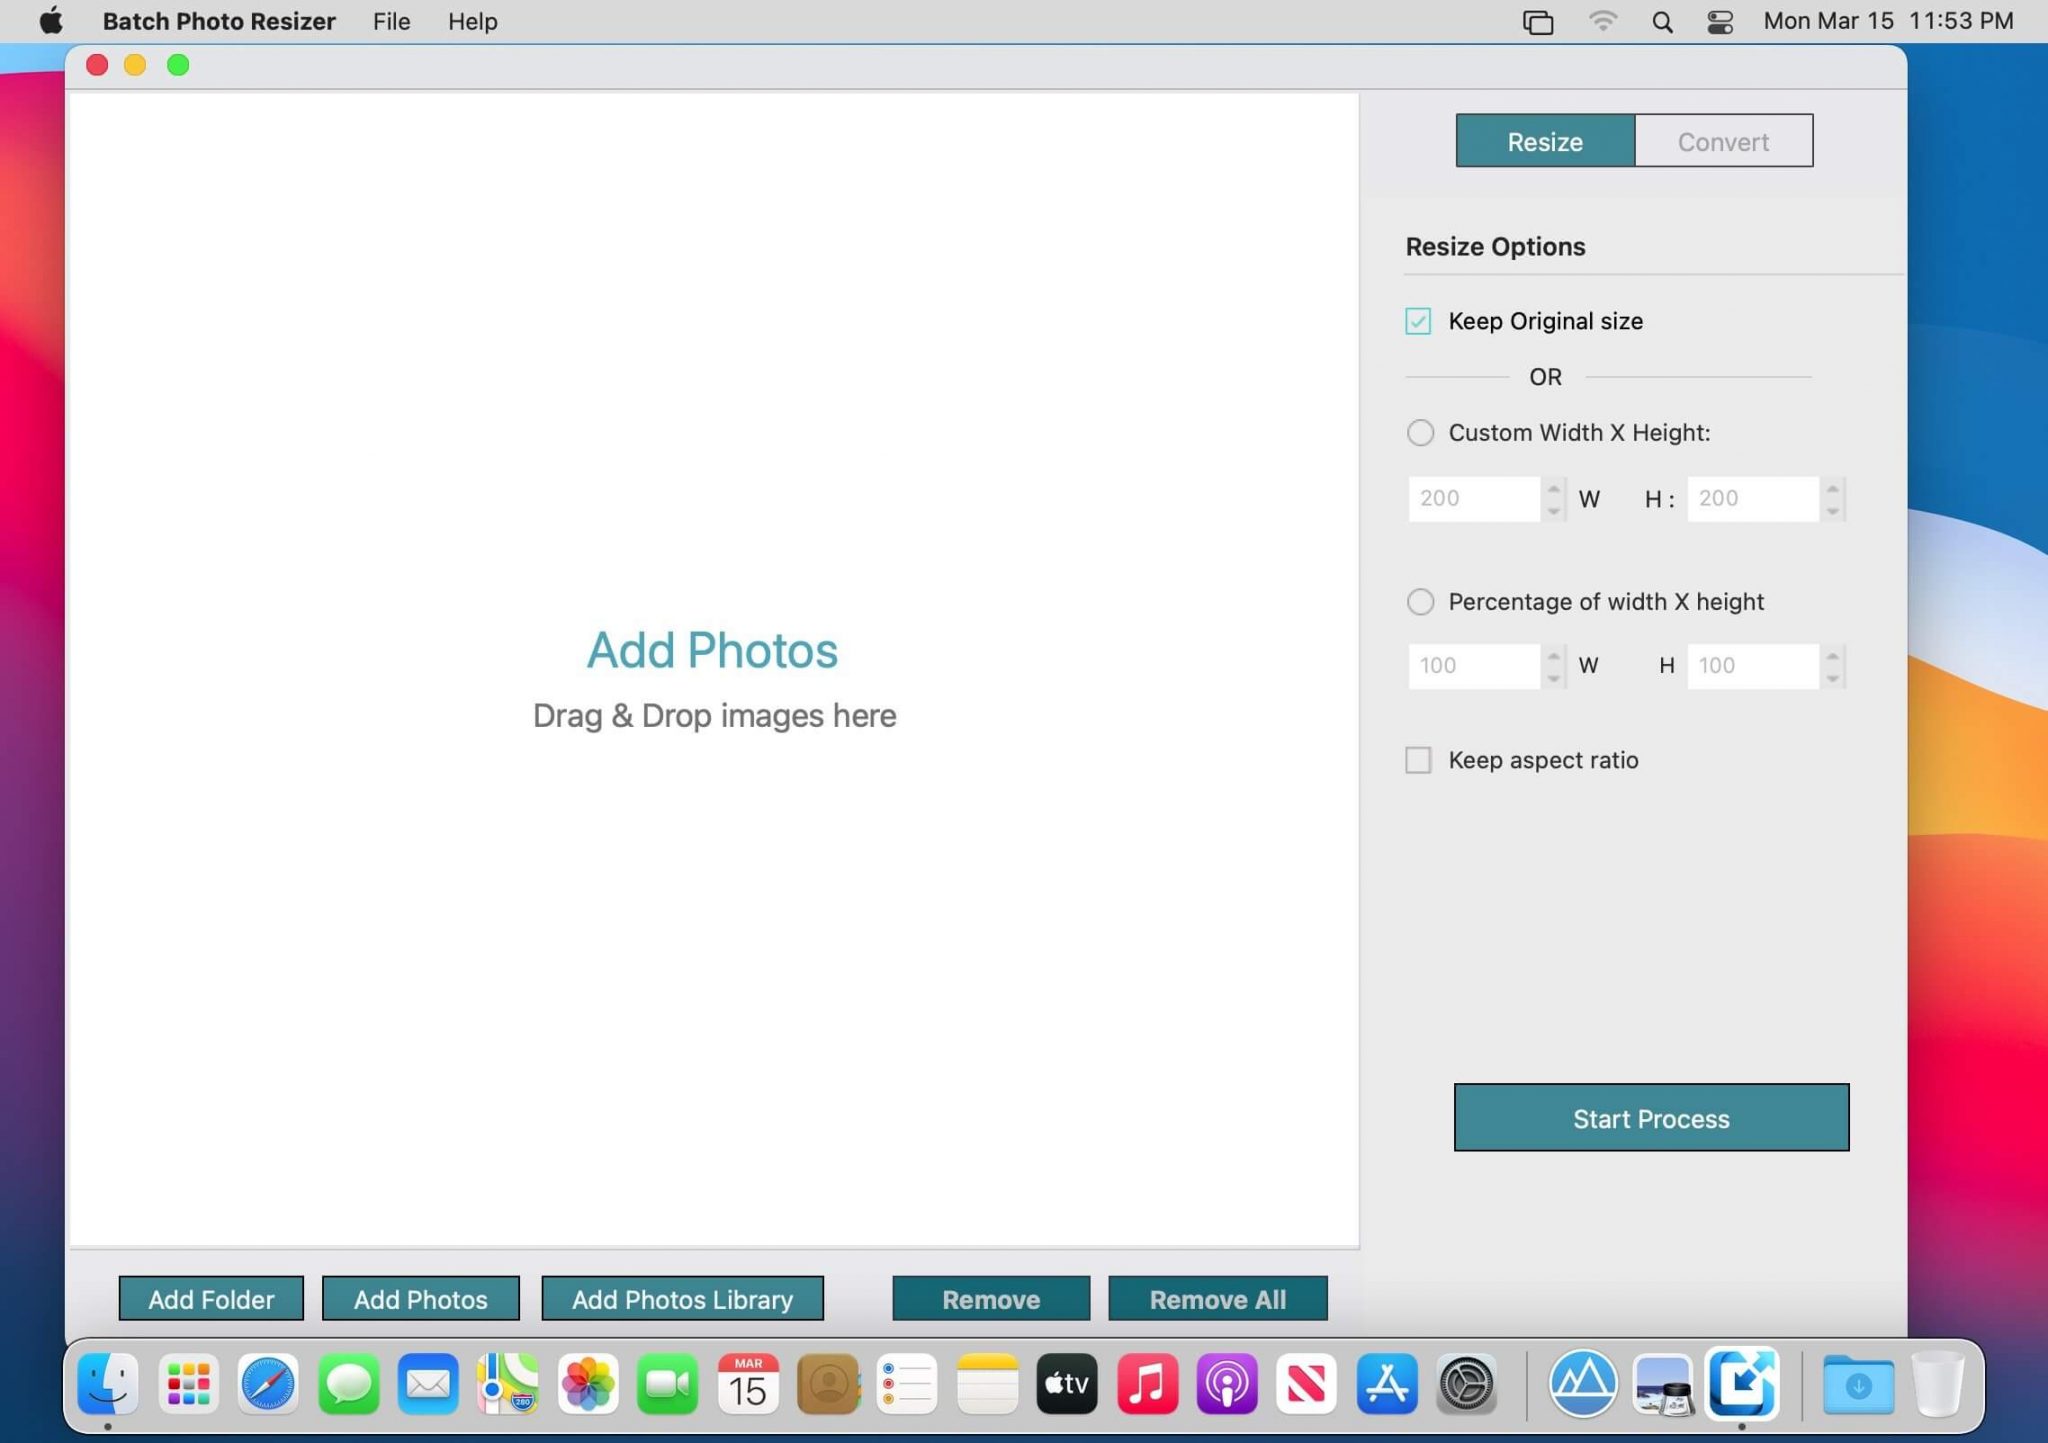 Batch Photo Resizer File Help Mon Mar 15 11:53 PM
Resize Convert
Resize Options
Keep Original size
OR
Custom Width X Height:
200 W H : 200
Percentage of width X height
100 W H 100
Keep aspect ratio
Add Photos
Drag & Drop images here
Start Process
Add Folder Add Photos Add Photos Library Remove Remove All
MAR
15
280
tv